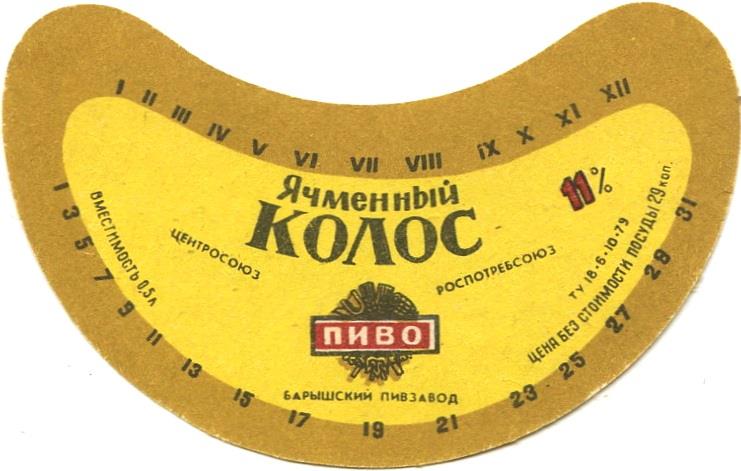 I II III IV V VI VII VIII IX X XI XII
Ячменный
КОЛОС
11%
ЦЕНТРОСОЮЗ
РОСПОТРЕБСОЮЗ
ВМЕСТИМОСТЬ 0,5 Л
ТУ 18-6-10-79
ЦЕНА БЕЗ СТОИМОСТИ ПОСУДЫ 29 КОП.
ПИВО
БАРЫШСКИЙ ПИВЗАВОД
1 3 5 7 9 11 13 15 17 19 21 23 25 27 29 31